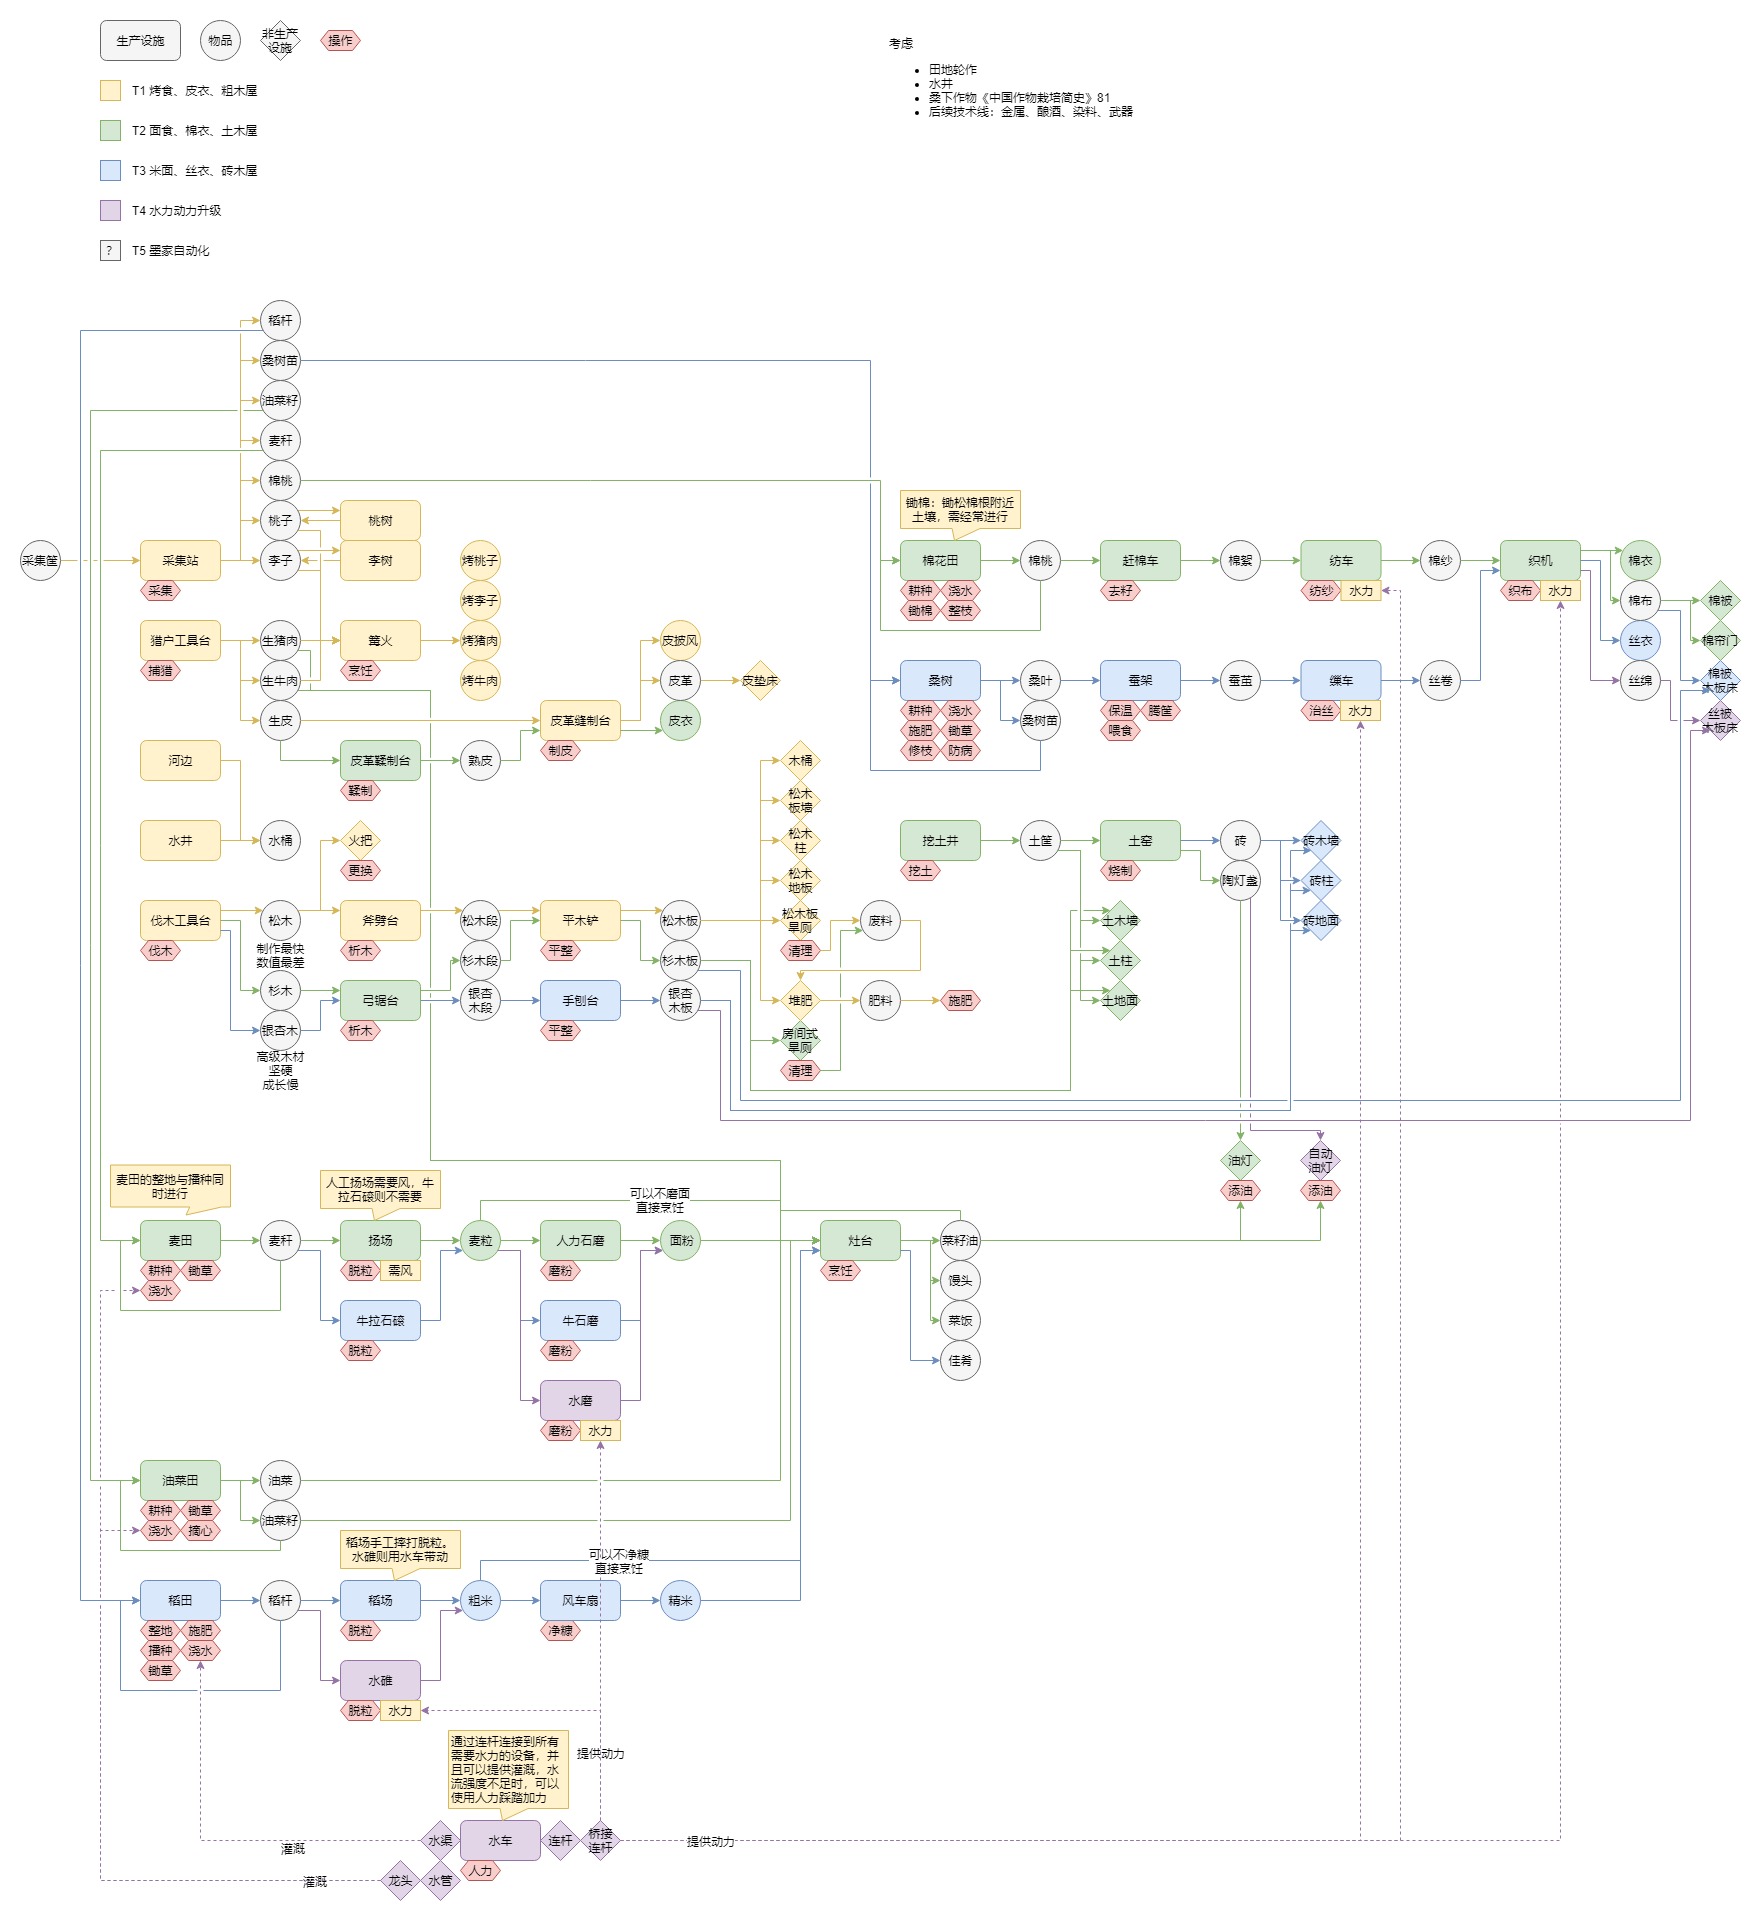 生产设施
物品
非生产
设施
操作
T1 烤食、皮衣、粗木屋
T2 面食、棉衣、土木屋
T3 米面、丝衣、砖木屋
T4 水力动力升级
?
T5 墨家自动化
考虑
田地轮作
水井
桑下作物《中国作物栽培简史》81
后续技术线：金属、酿酒、染料、武器
稻杆
桑树苗
油菜籽
麦秆
棉桃
桃子
桃树
采集筐
采集站
采集
李子
李树
烤桃子
烤李子
猎户工具台
捕猎
生猪肉
篝火
烹饪
烤猪肉
生牛肉
烤牛肉
生皮
皮革缝制台
制皮
皮披风
皮革
皮垫床
皮衣
河边
皮革鞣制台
鞣制
熟皮
水井
水桶
火把
更换
伐木工具台
伐木
松木
制作最快
数值最差
斧劈台
析木
松木段
平木铲
平整
松木板
杉木
弓锯台
析木
杉木段
杉木板
银杏木
高级木材
坚硬
成长慢
银杏
木段
手刨台
平整
银杏
木板
木桶
松木
板墙
松木
柱
松木
地板
松木板
旱厕
清理
废料
堆肥
肥料
施肥
房间式
旱厕
清理
锄棉：锄松棉根附近
土壤，需经常进行
棉花田
耕种
浇水
锄棉
整枝
棉桃
赶棉车
去籽
棉絮
纺车
纺纱
水力
棉纱
织机
织布
水力
棉衣
棉布
棉被
棉帘门
丝衣
丝绵
棉被
木板床
丝被
木板床
桑树
耕种
浇水
施肥
锄草
修枝
防病
桑叶
桑树苗
蚕架
保温
腾筐
喂食
蚕茧
缫车
治丝
水力
丝卷
挖土井
挖土
土筐
土窑
烧制
砖
陶灯盏
砖木墙
砖柱
砖地面
土木墙
土柱
土地面
油灯
添油
自动
油灯
添油
麦田的整地与播种同
时进行
麦田
耕种
锄草
浇水
麦秆
人工扬场需要风，牛
拉石磙则不需要
扬场
脱粒
需风
牛拉石磙
脱粒
麦粒
可以不磨面
直接烹饪
人力石磨
磨粉
牛石磨
磨粉
水磨
磨粉
水力
面粉
灶台
烹饪
菜籽油
馒头
菜饭
佳肴
油菜田
耕种
锄草
浇水
摘心
油菜
油菜籽
稻场手工摔打脱粒。
水碓则用水车带动
稻田
整地
施肥
播种
浇水
锄草
稻杆
稻场
脱粒
水碓
脱粒
水力
粗米
可以不净糠
直接烹饪
风车扇
净糠
精米
通过连杆连接到所有
需要水力的设备，并
且可以提供灌溉，水
流强度不足时，可以
使用人力踩踏加力
提供动力
水渠
水车
人力
连杆
桥接
连杆
提供动力
灌溉
龙头
水管
灌溉